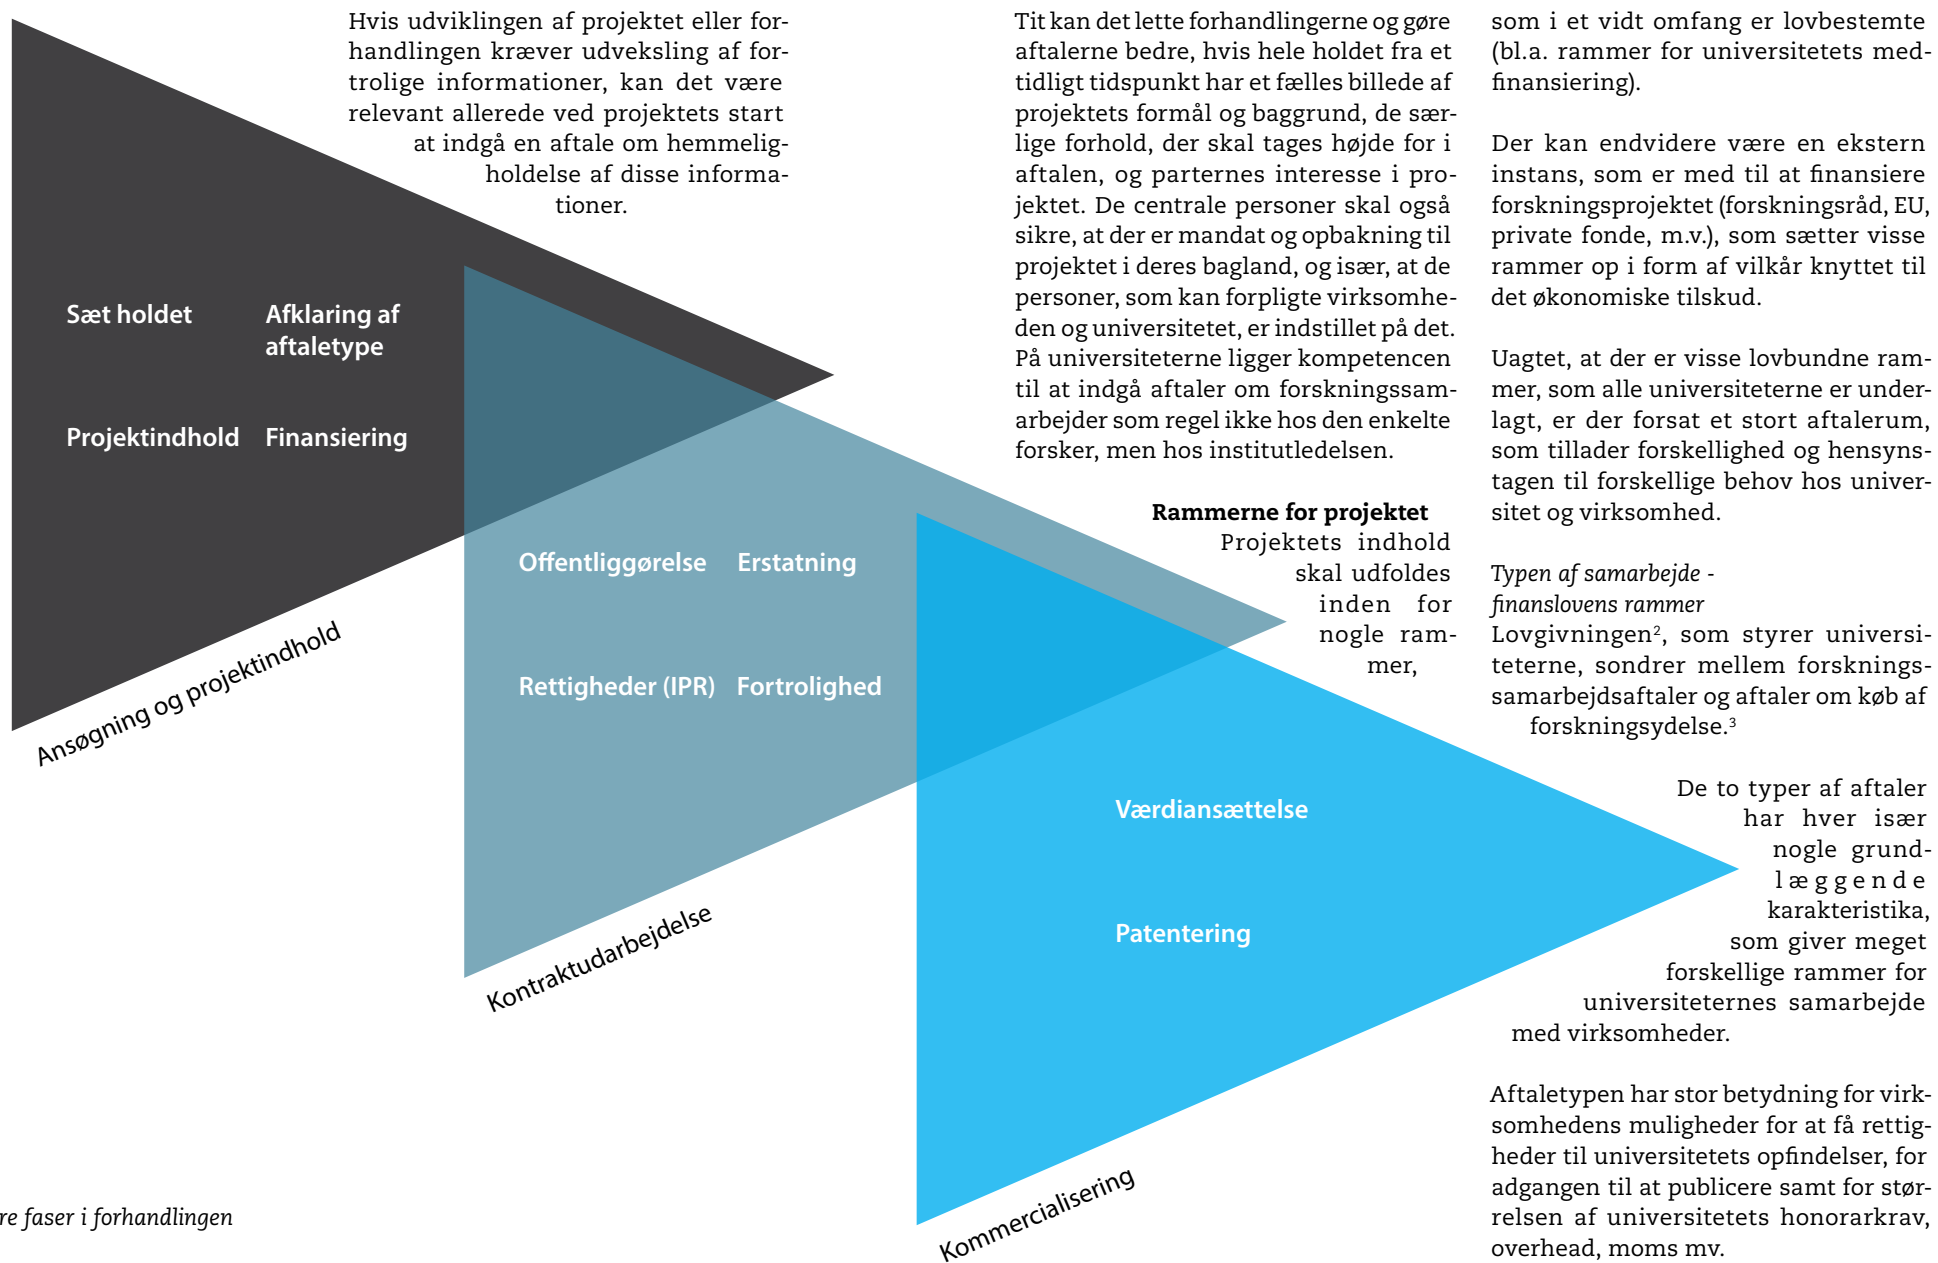 Hvis udviklingen af projektet eller for-
handlingen kræver udveksling af for-
trolige informationer, kan det være
relevant allerede ved projektets start
at indgå en aftale om hemmelig-
holdelse af disse informa-
tioner.
Sæt holdet
Afklaring af
aftaletype
Projektindhold
Finansiering
Ansøgning og projektindhold
Offentliggørelse
Erstatning
Rettigheder (IPR)
Fortrolighed
Kontraktudarbejdelse
Værdiansættelse
Patentering
Kommercialisering
re faser i forhandlingen
Tit kan det lette forhandlingerne og gøre
aftalerne bedre, hvis hele holdet fra et
tidligt tidspunkt har et fælles billede af
projektets formål og baggrund, de sær-
lige forhold, der skal tages højde for i
aftalen, og parternes interesse i pro-
jektet. De centrale personer skal også
sikre, at der er mandat og opbakning til
projektet i deres bagland, og især, at de
personer, som kan forpligte virksomhe-
den og universitetet, er indstillet på det.
På universiteterne ligger kompetencen
til at indgå aftaler om forskningssam-
arbejder som regel ikke hos den enkelte
forsker, men hos institutledelsen.
Rammerne for projektet
Projektets indhold
skal udfoldes
inden for
nogle ram-
mer,
som i et vidt omfang er lovbestemte
(bl.a. rammer for universitetets med-
finansiering).
Der kan endvidere være en ekstern
instans, som er med til at finansiere
forskningsprojektet (forskningsråd, EU,
private fonde, m.v.), som sætter visse
rammer op i form af vilkår knyttet til
det økonomiske tilskud.
Uagtet, at der er visse lovbundne ram-
mer, som alle universiteterne er under-
lagt, er der forsat et stort aftalerum,
som tillader forskellighed og hensyns-
tagen til forskellige behov hos univer-
sitet og virksomhed.
Typen af samarbejde -
finanslovens rammer
Lovgivningen², som styrer universi-
teterne, sondrer mellem forsknings-
samarbejdsaftaler og aftaler om køb af
forskningsydelse.³
De to typer af aftaler
har hver især
nogle grund-
læggende
karakteristika,
som giver meget
forskellige rammer for
universiteternes samarbejde
med virksomheder.
Aftaletypen har stor betydning for virk-
somhedens muligheder for at få rettig-
heder til universitetets opfindelser, for
adgangen til at publicere samt for stør-
relsen af universitetets honorarkrav,
overhead, moms mv.